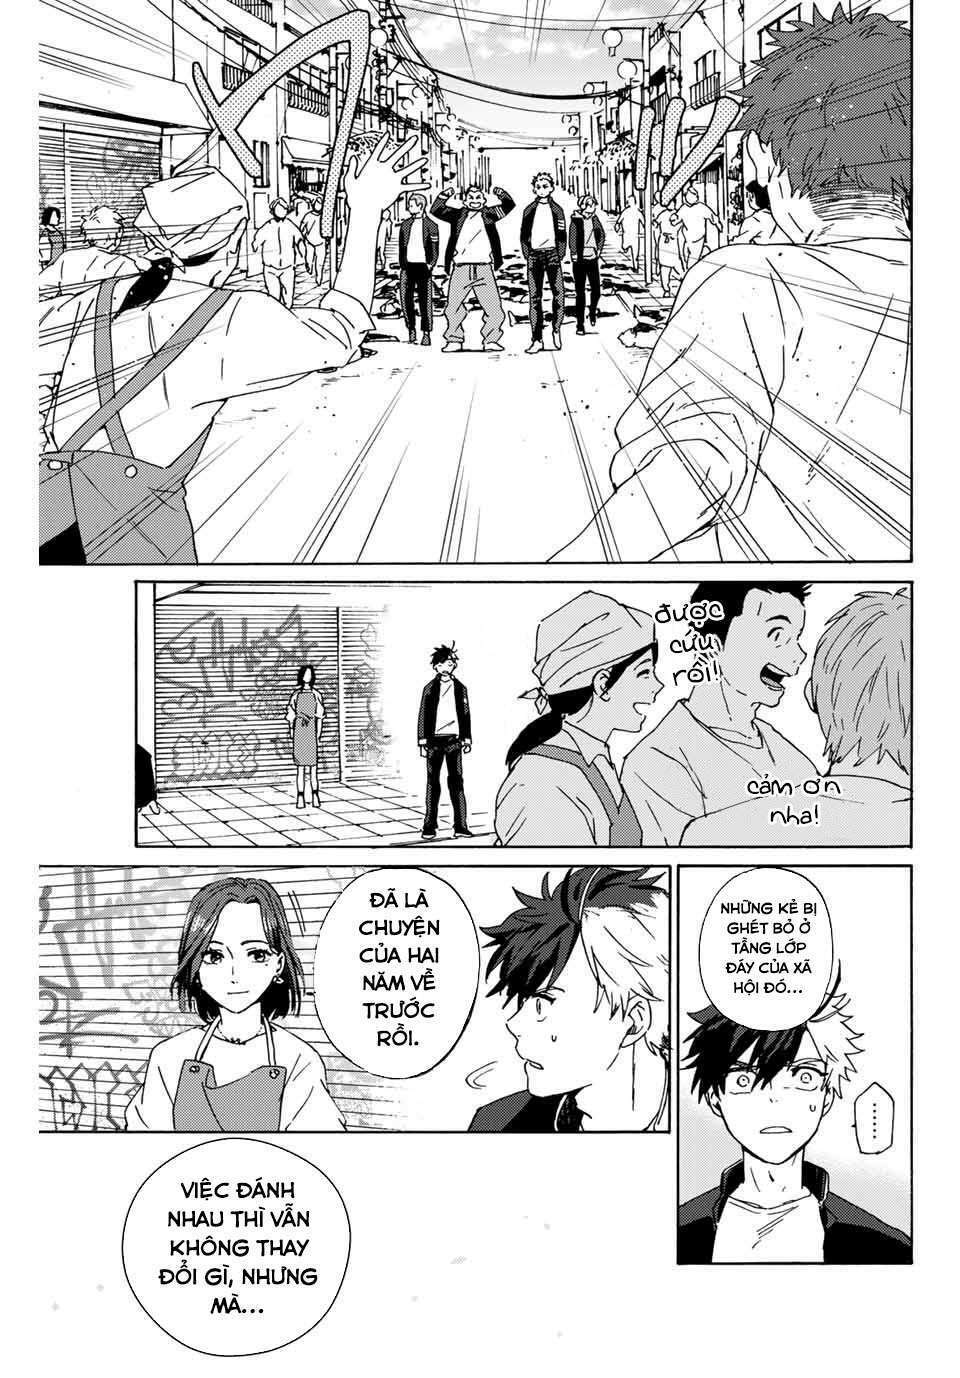 ワ
ッ
được
cứu
rồi!
cảm ơn
nha!
NHỮNG KẺ BỊ
GHÉT BỎ Ở
TẦNG LỚP
ĐÁY CỦA XÃ
HỘI ĐÓ...
......
ĐÃ LÀ
CHUYỆN
CỦA HAI
NĂM VỀ
TRƯỚC
RỒI.
VIỆC ĐÁNH
NHAU THÌ VẪN
KHÔNG THAY
ĐỔI GÌ, NHƯNG
MÀ...